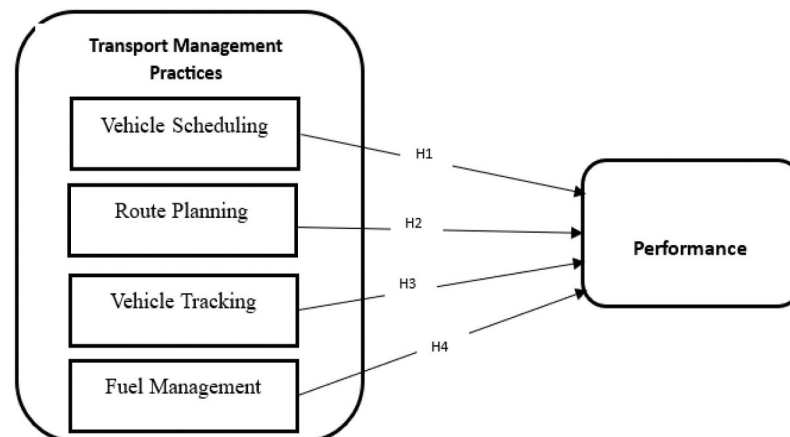 Transport Management
Practices
Vehicle Scheduling
H1
Route Planning
H2
Performance
Vehicle Tracking
H3
H4
Fuel Management